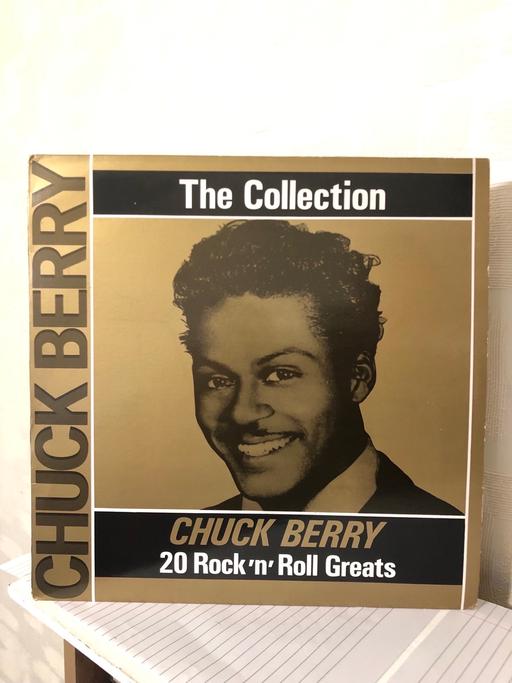 CHUCK BERRY
The Collection
CHUCK BERRY
20 Rock 'n' Roll Greats